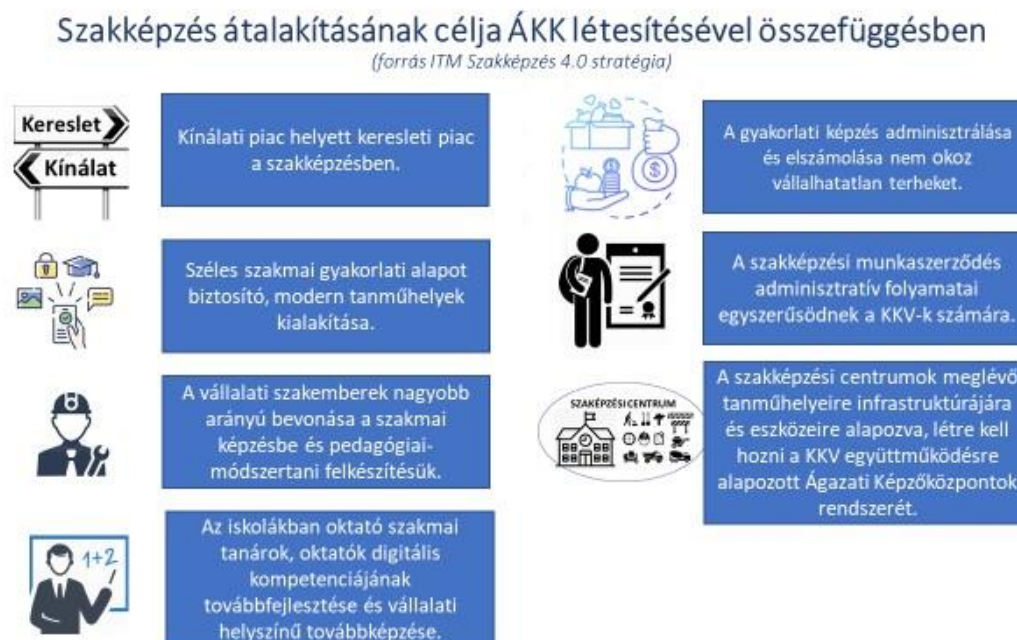 Szakképzés átalakításának célja ÁKK létesítésével összefüggésben
(forrás ITM Szakképzés 4.0 stratégia)
Kereslet
Kínálat
Kínálati piac helyett keresleti piac
a szakképzésben.
Széles szakmai gyakorlati alapot
biztosító, modern tanműhelyek
kialakítása.
A vállalati szakemberek nagyobb
arányú bevonása a szakmai
képzésbe és pedagógiai-
módszertani felkészítésük.
1+2
Az iskolákban oktató szakmai
tanárok, oktatók digitális
kompetenciájának
továbbfejlesztése és vállalati
helyszínű továbbképzése.
$
A gyakorlati képzés adminisztrálása
és elszámolása nem okoz
vállalhatatlan terheket.
A szakképzési munkaszerződés
adminisztratív folyamatai
egyszerűsödnek a KKV-k számára.
SZAKÉPZÉSI CENTRUM
A szakképzési centrumok meglévő
tanműhelyeire infrastruktúrájára
és eszközeire alapozva, létre kell
hozni a KKV együttműködésre
alapozott Ágazati Képzőközpontok
rendszerét.